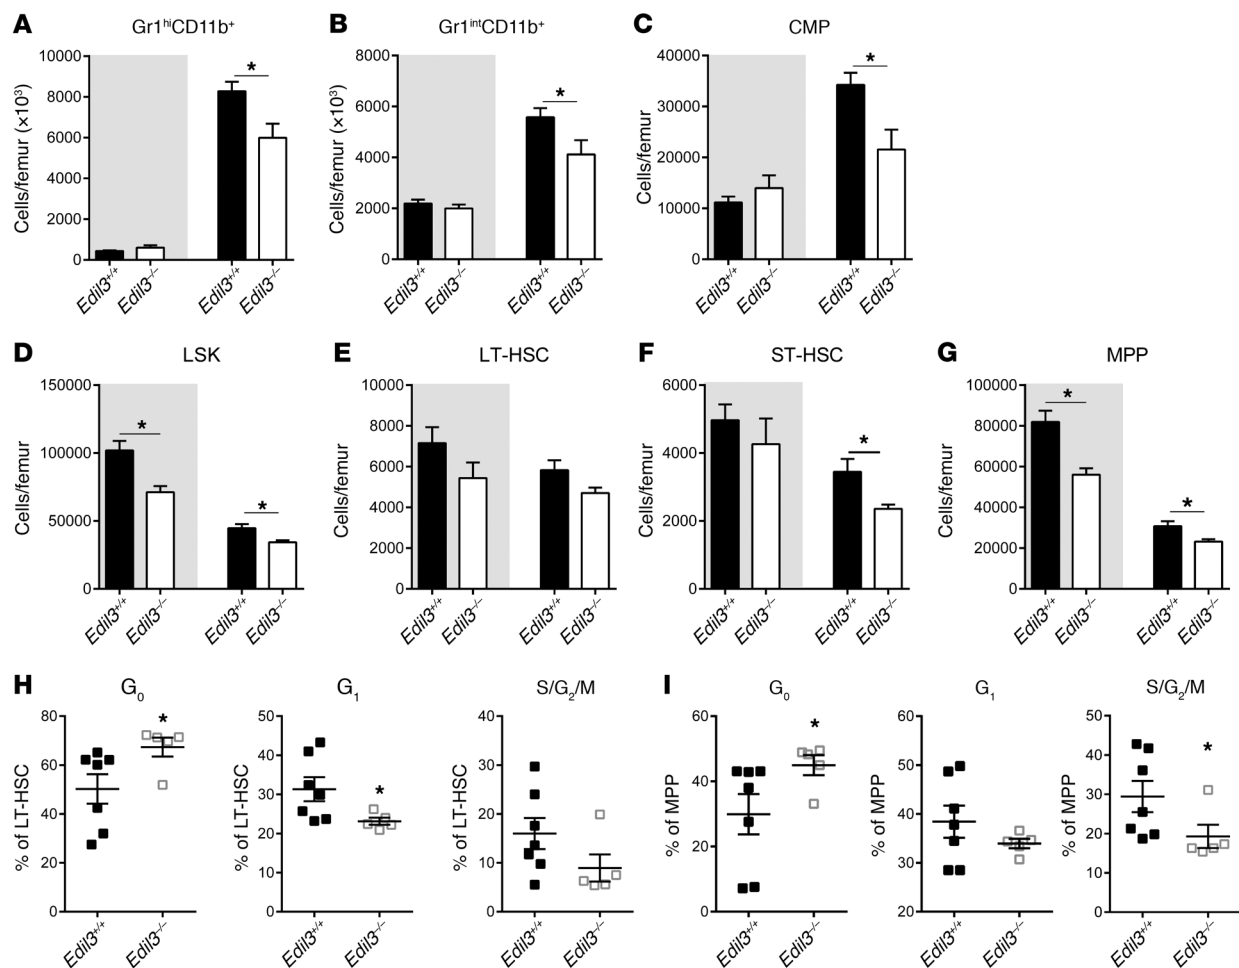 A Gr1ʰⁱCD11b⁺ B Gr1ⁱⁿᵗCD11b⁺ C CMP
Cells/femur (×10³)
10000
8000
6000
4000
2000
0
*
Edil3⁺/⁺ Edil3⁻/⁻ Edil3⁺/⁺ Edil3⁻/⁻
Cells/femur (×10³)
8000
6000
4000
2000
0
*
Edil3⁺/⁺ Edil3⁻/⁻ Edil3⁺/⁺ Edil3⁻/⁻
Cells/femur
40000
30000
20000
10000
0
*
Edil3⁺/⁺ Edil3⁻/⁻ Edil3⁺/⁺ Edil3⁻/⁻
D LSK E LT-HSC F ST-HSC G MPP
Cells/femur
150000
100000
50000
0
* *
Edil3⁺/⁺ Edil3⁻/⁻ Edil3⁺/⁺ Edil3⁻/⁻
Cells/femur
10000
8000
6000
4000
2000
0
Edil3⁺/⁺ Edil3⁻/⁻ Edil3⁺/⁺ Edil3⁻/⁻
Cells/femur
6000
4000
2000
0
*
Edil3⁺/⁺ Edil3⁻/⁻ Edil3⁺/⁺ Edil3⁻/⁻
Cells/femur
100000
80000
60000
40000
20000
0
* *
Edil3⁺/⁺ Edil3⁻/⁻ Edil3⁺/⁺ Edil3⁻/⁻
H G₀ G₁ S/G₂/M I G₀ G₁ S/G₂/M
% of LT-HSC
80
60
40
20
0
*
Edil3⁺/⁺ Edil3⁻/⁻
% of LT-HSC
50
40
30
20
10
0
*
Edil3⁺/⁺ Edil3⁻/⁻
% of LT-HSC
40
30
20
10
0
Edil3⁺/⁺ Edil3⁻/⁻
% of MPP
60
40
20
0
*
Edil3⁺/⁺ Edil3⁻/⁻
% of MPP
60
50
40
30
20
Edil3⁺/⁺ Edil3⁻/⁻
% of MPP
50
40
30
20
10
0
*
Edil3⁺/⁺ Edil3⁻/⁻